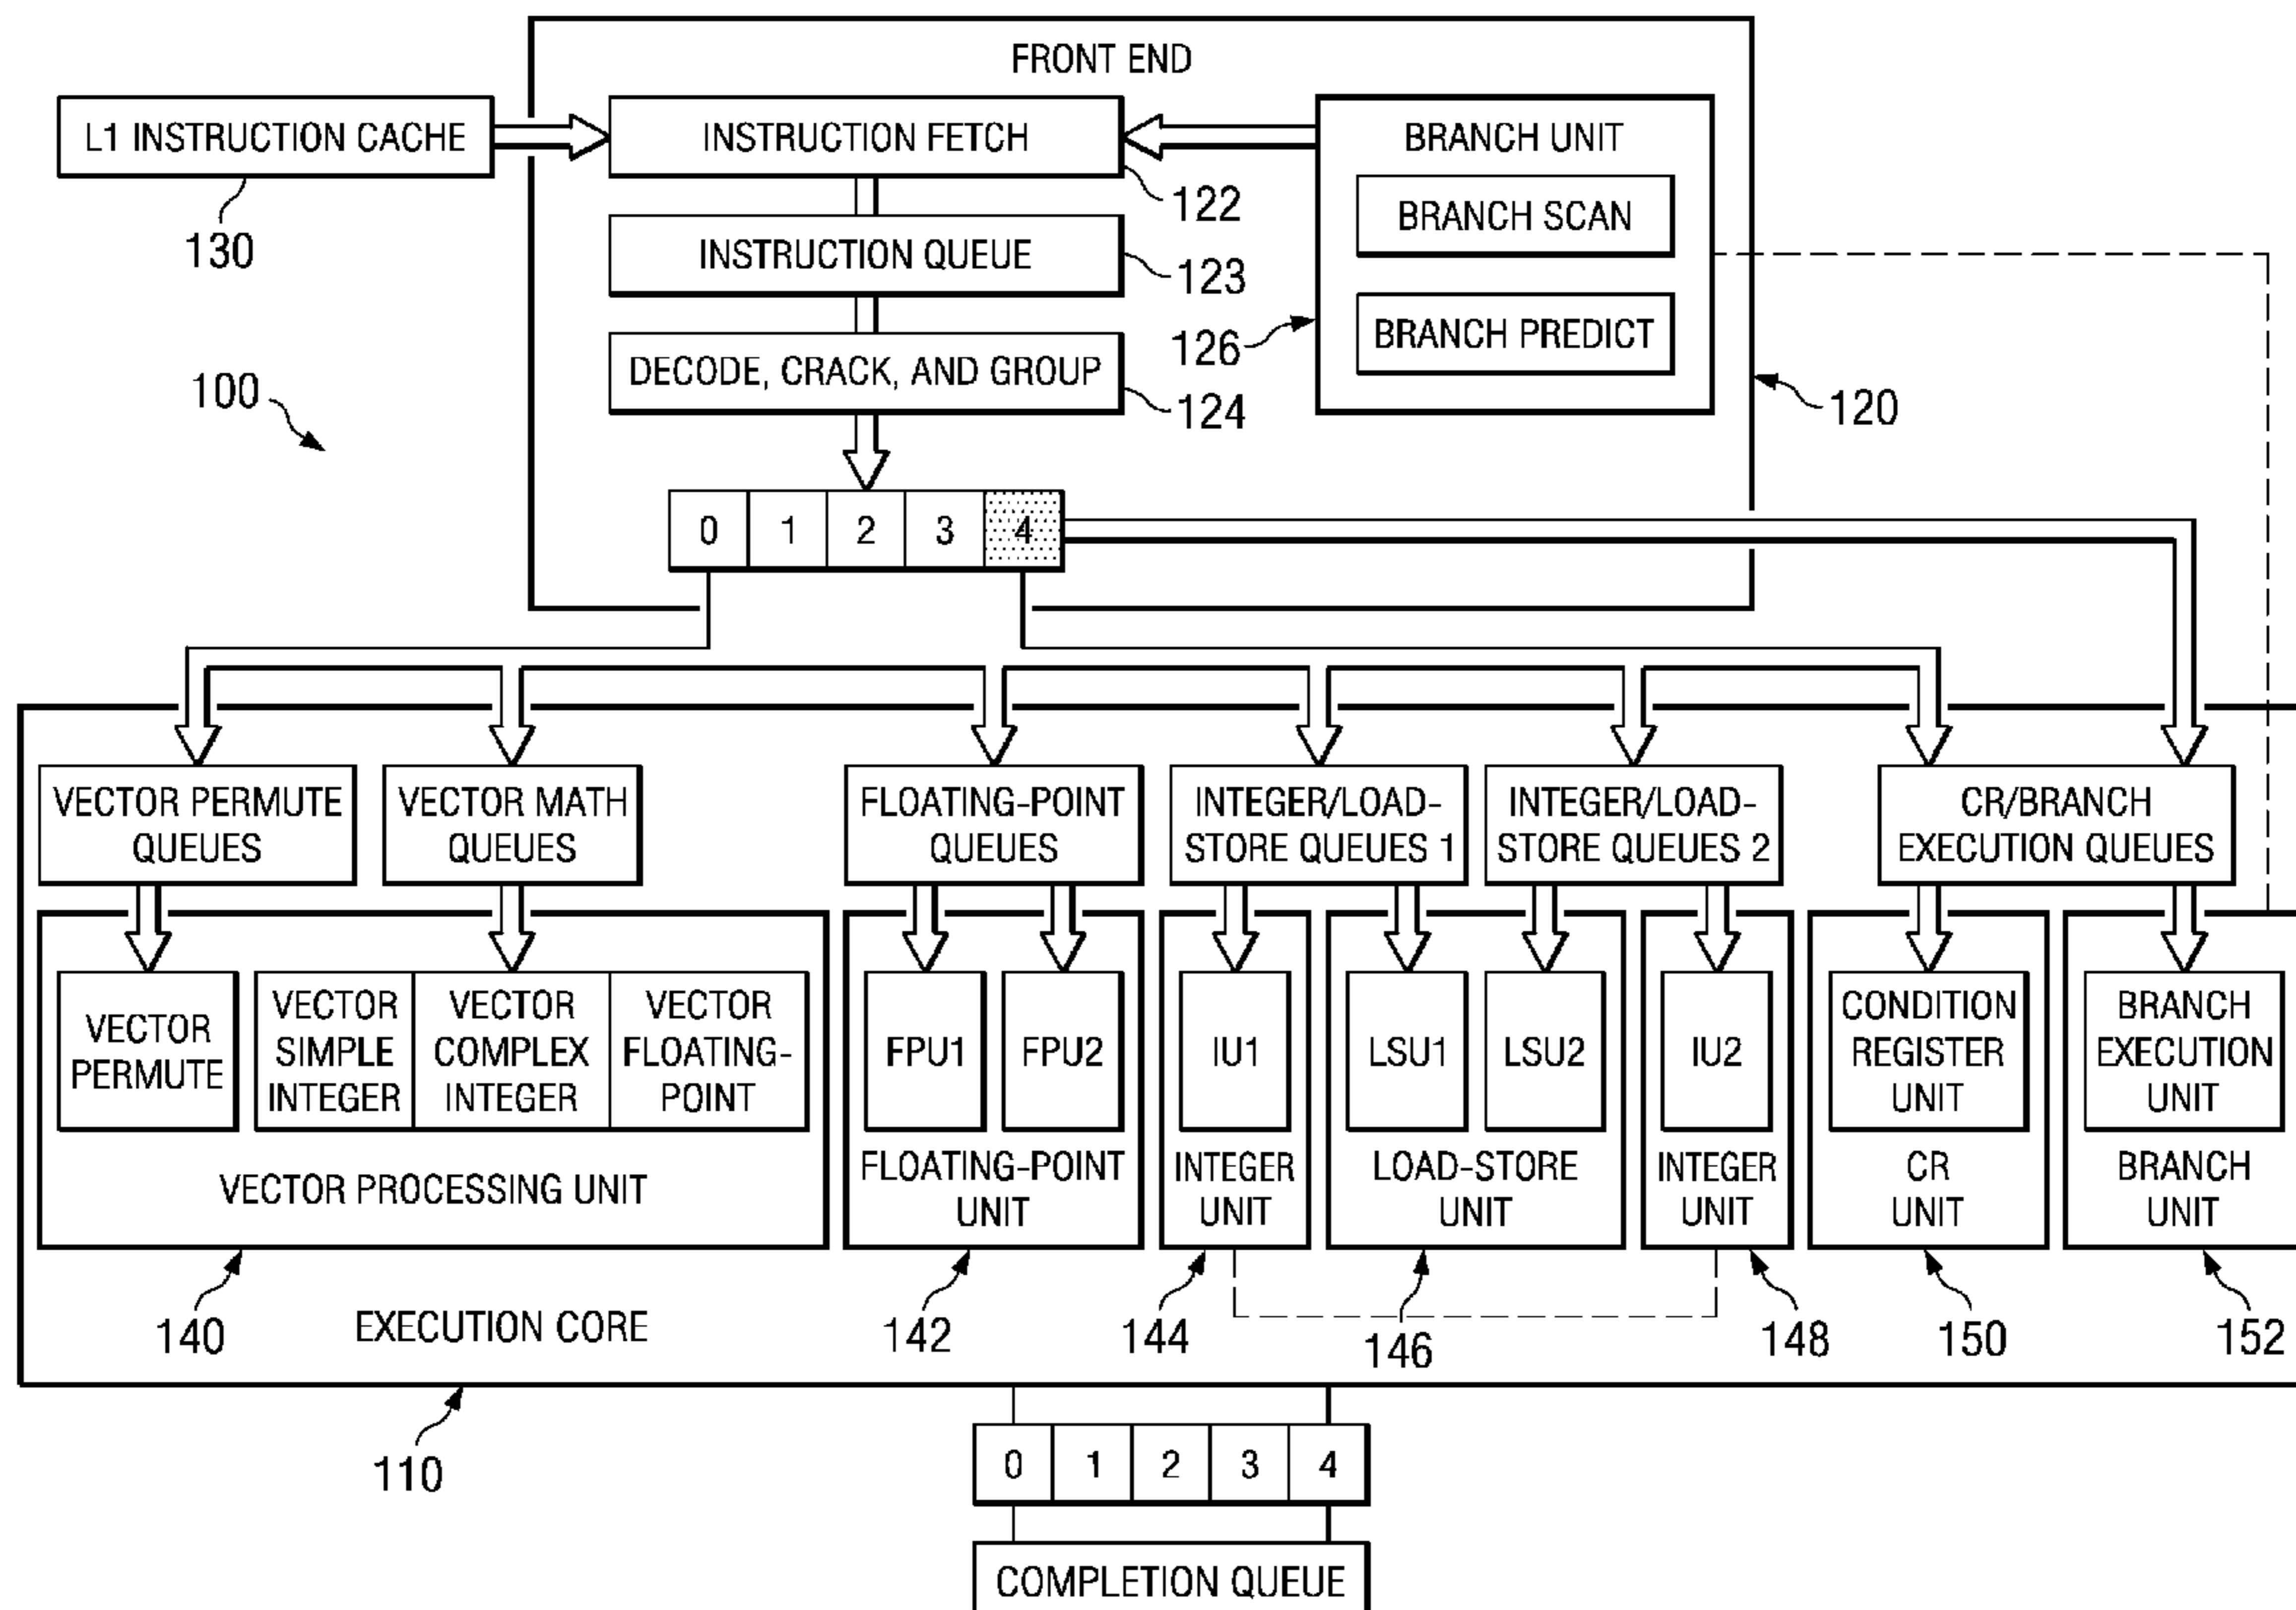 FRONT END
L1 INSTRUCTION CACHE
INSTRUCTION FETCH
BRANCH UNIT
122
BRANCH SCAN
130
INSTRUCTION QUEUE
123
126
BRANCH PREDICT
DECODE, CRACK, AND GROUP
124
100
120
0 1 2 3 4
VECTOR PERMUTE
QUEUES
VECTOR MATH
QUEUES
FLOATING-POINT
QUEUES
INTEGER/LOAD-
STORE QUEUES 1
INTEGER/LOAD-
STORE QUEUES 2
CR/BRANCH
EXECUTION QUEUES
VECTOR
PERMUTE
VECTOR
SIMPLE
INTEGER
VECTOR
COMPLEX
INTEGER
VECTOR
FLOATING-
POINT
VECTOR PROCESSING UNIT
FPU1
FPU2
FLOATING-POINT
UNIT
IU1
INTEGER
UNIT
LSU1
LSU2
LOAD-STORE
UNIT
IU2
INTEGER
UNIT
CONDITION
REGISTER
UNIT
CR
UNIT
BRANCH
EXECUTION
UNIT
BRANCH
UNIT
140
EXECUTION CORE
142
144
146
148
150
152
110
0 1 2 3 4
COMPLETION QUEUE